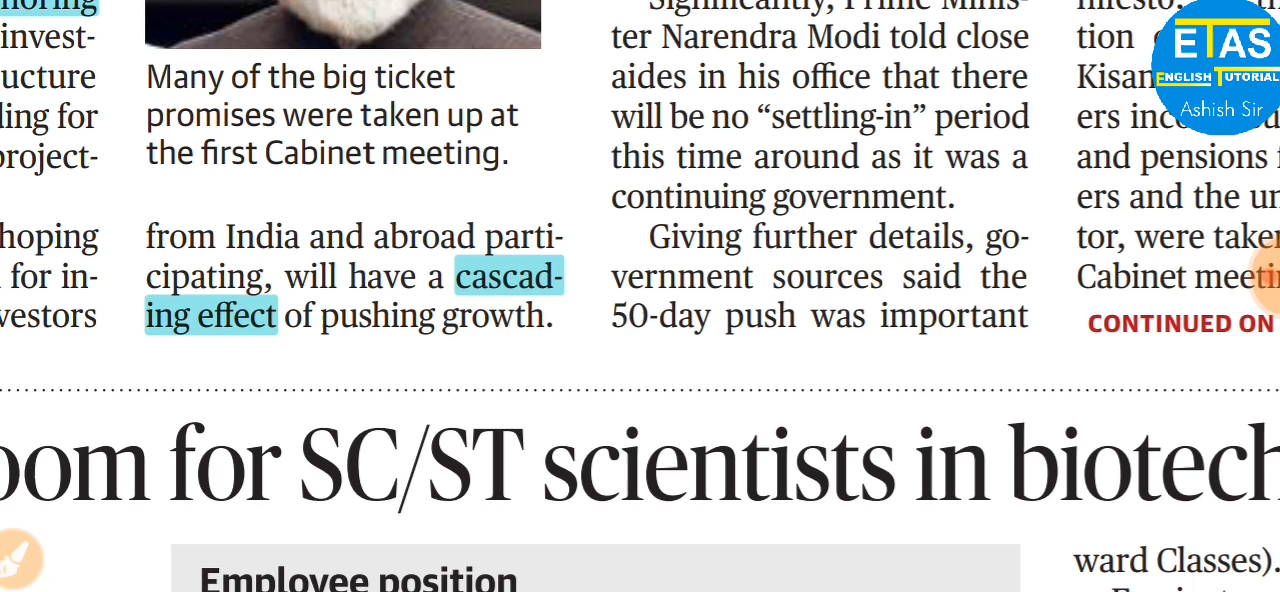 invest-
ucture
ing for
project-
hoping
for in-
vestors
Many of the big ticket
promises were taken up at
the first Cabinet meeting.
from India and abroad parti-
cipating, will have a cascad-
ing effect of pushing growth.
ter Narendra Modi told close
aides in his office that there
will be no “settling-in” period
this time around as it was a
continuing government.
Giving further details, go-
vernment sources said the
50-day push was important
tion
Kisan
ers
and pensions
ers and the un
tor, were taken
Cabinet meetin
CONTINUED ON
ETAS
ENGLISH TUTORIAL
Ashish Sir
oom for SC/ST scientists in biotech
Employee position
ward Classes).